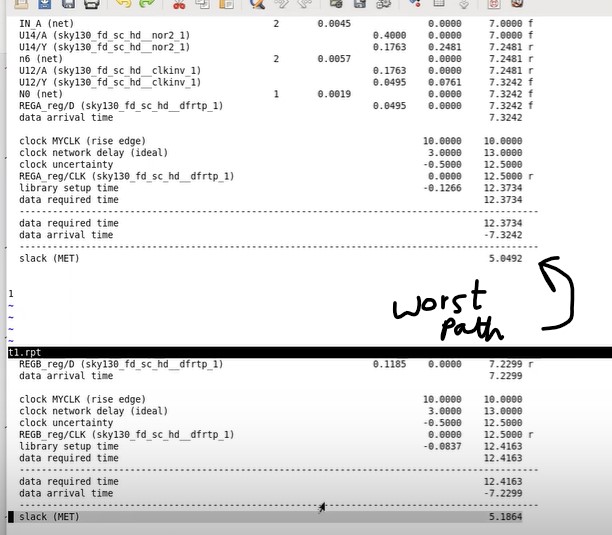 IN_A (net) 2 0.0045 0.0000 7.0000 f
U14/A (sky130_fd_sc_hd__nor2_1) 0.4000 0.0000 7.0000 f
U14/Y (sky130_fd_sc_hd__nor2_1) 0.1763 0.2481 7.2481 r
n6 (net) 2 0.0057 0.0000 7.2481 r
U12/A (sky130_fd_sc_hd__clkinv_1) 0.1763 0.0000 7.2481 r
U12/Y (sky130_fd_sc_hd__clkinv_1) 0.0495 0.0761 7.3242 f
N0 (net) 1 0.0019 0.0000 7.3242 f
REGA_reg/D (sky130_fd_sc_hd__dfrtp_1) 0.0495 0.0000 7.3242 f
data arrival time 7.3242
clock MYCLK (rise edge) 10.0000 10.0000
clock network delay (ideal) 3.0000 13.0000
clock uncertainty -0.5000 12.5000
REGA_reg/CLK (sky130_fd_sc_hd__dfrtp_1) 0.0000 12.5000 r
library setup time -0.1266 12.3734
data required time 12.3734
--------------------------------------------------------------------------
data required time 12.3734
data arrival time -7.3242
--------------------------------------------------------------------------
slack (MET) 5.0492
worst
path
1
~
~
~
~
t1.rpt
REGB_reg/D (sky130_fd_sc_hd__dfrtp_1) 0.1185 0.0000 7.2299 r
data arrival time 7.2299
clock MYCLK (rise edge) 10.0000 10.0000
clock network delay (ideal) 3.0000 13.0000
clock uncertainty -0.5000 12.5000
REGB_reg/CLK (sky130_fd_sc_hd__dfrtp_1) 0.0000 12.5000 r
library setup time -0.0837 12.4163
data required time 12.4163
--------------------------------------------------------------------------
data required time 12.4163
data arrival time -7.2299
--------------------------------------------------------------------------
slack (MET) 5.1864